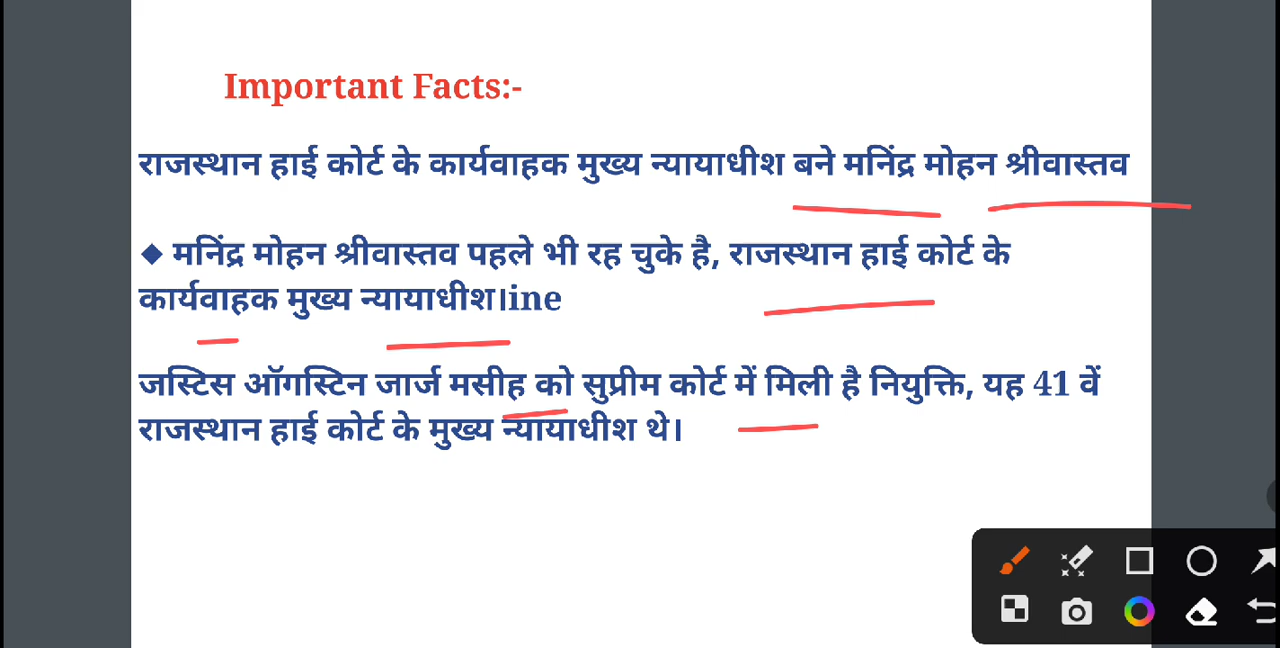 Important Facts:-
राजस्थान हाई कोर्ट के कार्यवाहक मुख्य न्यायाधीश बने मनिंद्र मोहन श्रीवास्तव
◆ मनिंद्र मोहन श्रीवास्तव पहले भी रह चुके है, राजस्थान हाई कोर्ट के
कार्यवाहक मुख्य न्यायाधीश।ine
जस्टिस ऑगस्टिन जार्ज मसीह को सुप्रीम कोर्ट में मिली है नियुक्ति, यह 41 वें
राजस्थान हाई कोर्ट के मुख्य न्यायाधीश थे।